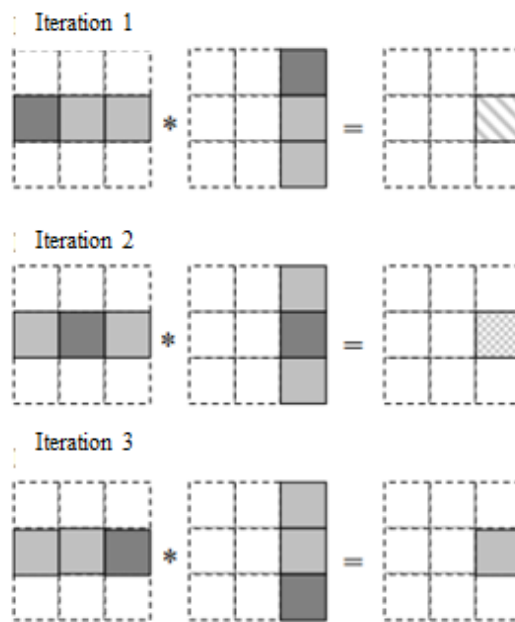 Iteration 1
* =
Iteration 2
* =
Iteration 3
* =